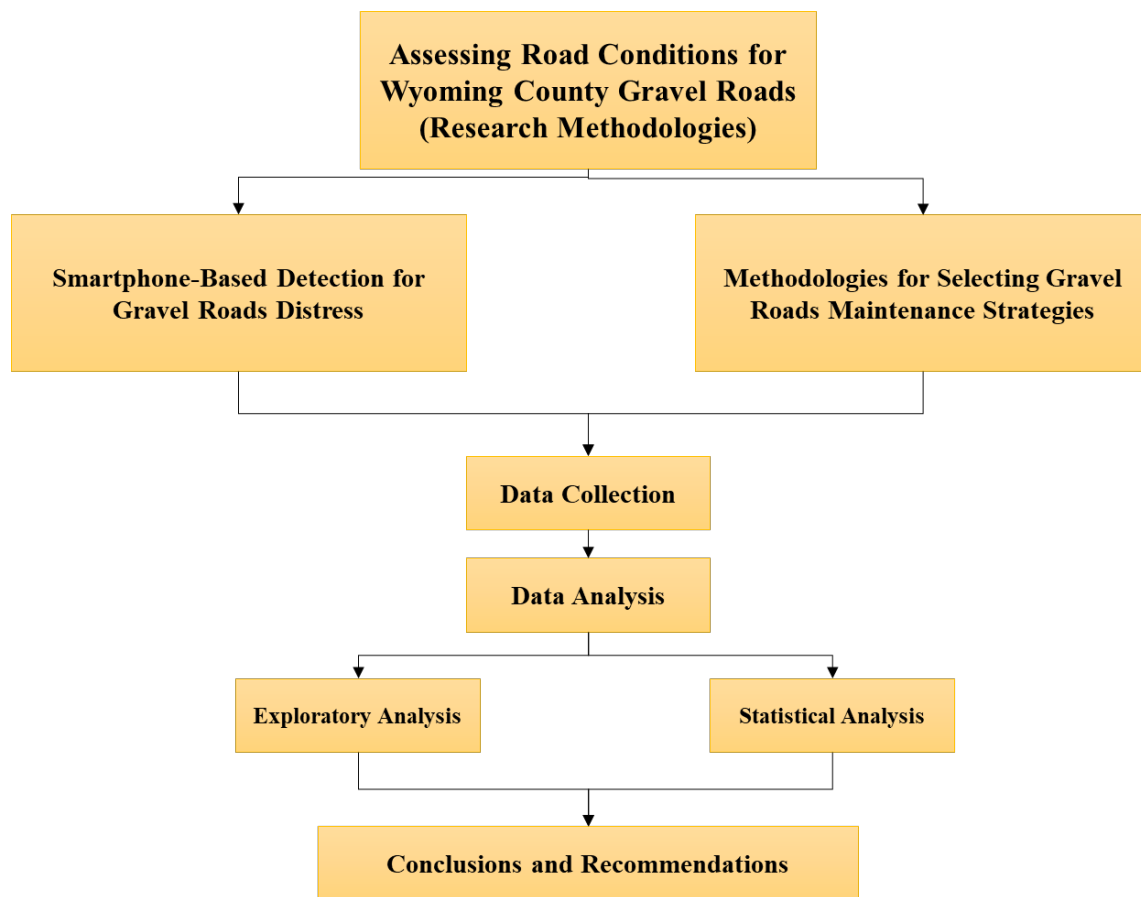 Assessing Road Conditions for
Wyoming County Gravel Roads
(Research Methodologies)
Smartphone-Based Detection for
Gravel Roads Distress
Methodologies for Selecting Gravel
Roads Maintenance Strategies
Data Collection
Data Analysis
Exploratory Analysis
Statistical Analysis
Conclusions and Recommendations